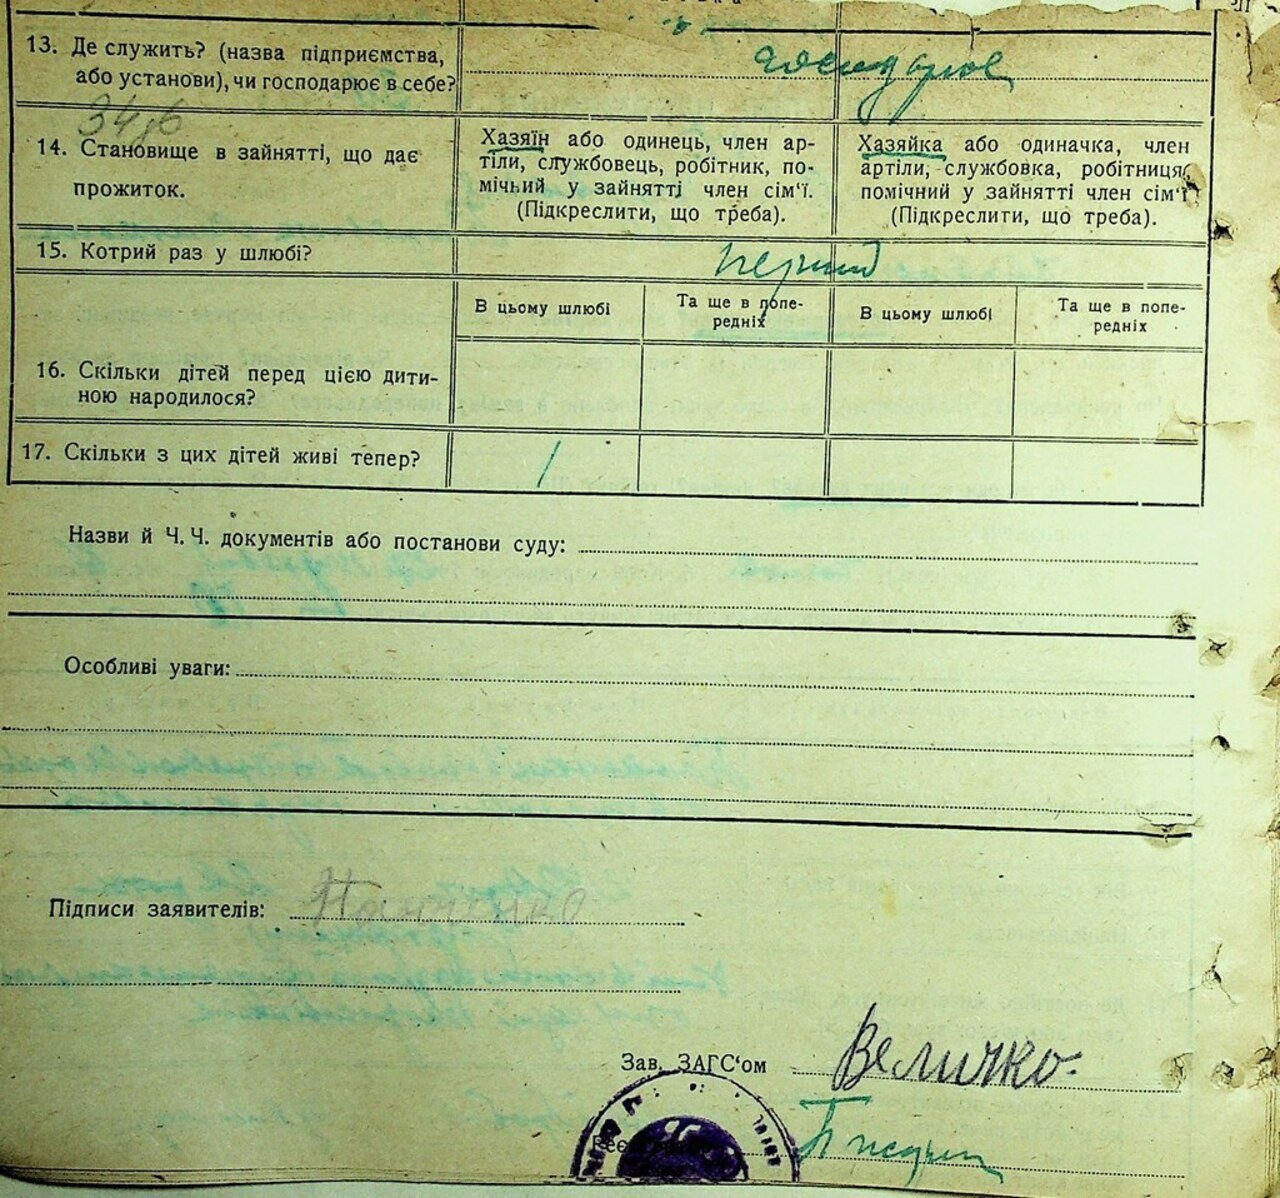 13. Де служить? (назва підприємства,
або установи), чи господарює в себе?
господарює
34/6
14. Становище в зайнятті, що дає
прожиток.
Хазяїн або одинець, член ар-
тіли, службовець, робітник, по-
мічьий у зайнятті член сім'ї.
(Підкреслити, що треба).
Хазяйка або одиначка, член
артіли, службовка, робітниця,
помічний у зайнятті член сім'ї
(Підкреслити, що треба).
15. Котрий раз у шлюбі?
перший
В цьому шлюбі
Та ще в попе-
редніх
В цьому шлюбі
Та ще в попе-
редніх
16. Скільки дітей перед цією дити-
ною народилося?
17. Скільки з цих дітей живі тепер?
1
Назви й Ч. Ч. документів або постанови суду:
Особливі уваги:
Підписи заявителів:
Зав. ЗАГС'ом Величко.